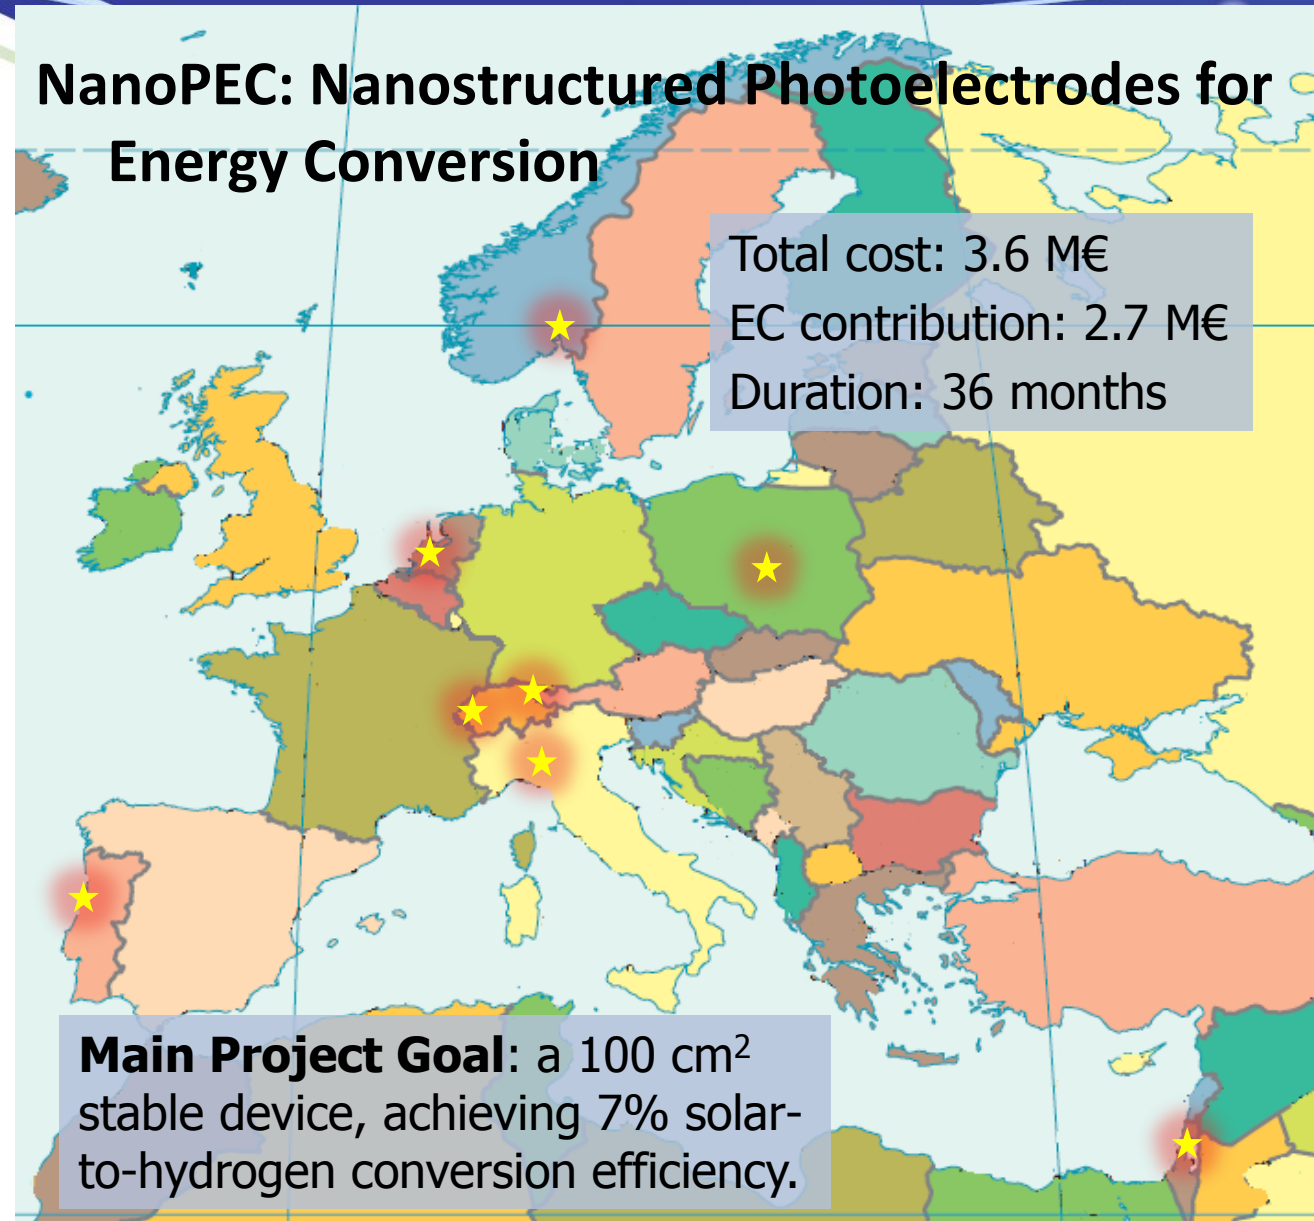 NanoPEC: Nanostructured Photoelectrodes for
Energy Conversion
Total cost: 3.6 M€
EC contribution: 2.7 M€
Duration: 36 months
Main Project Goal: a 100 cm²
stable device, achieving 7% solar-
to-hydrogen conversion efficiency.